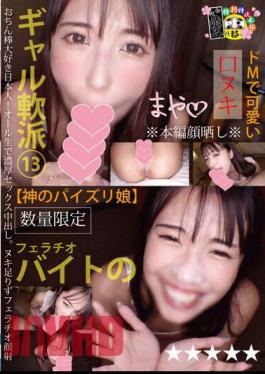 ギャル軟派⑬
おちん棒大好き日本人!オール生で濃厚セックス中出し。ヌキ足りずフェラチオ顔射
ドMで可愛い
口ヌキ
まや♡
※本編顔晒し※
【神のパイズリ娘】
数量限定
フェラチオ
バイトの
★★★★★